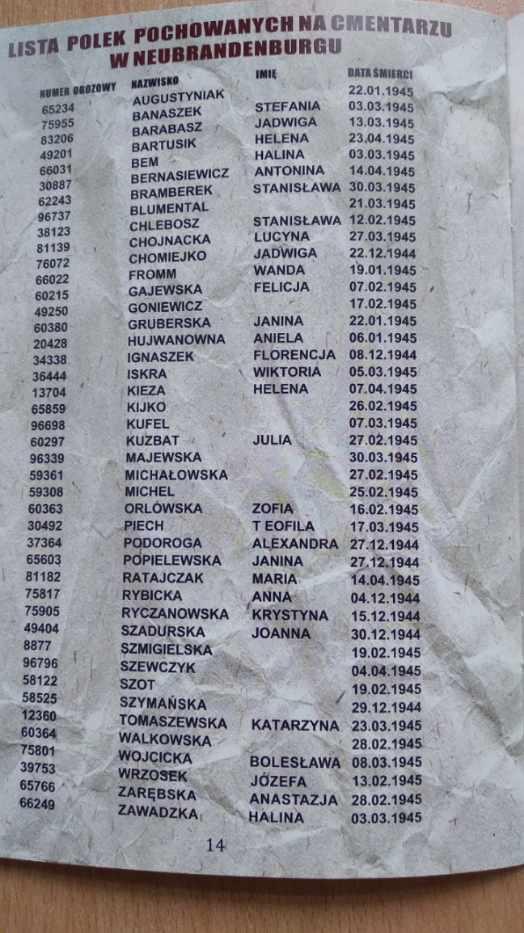 LISTA POLEK POCHOWANYCH NA CMENTARZU
W NEUBRANDENBURGU
NUMER OBOZOWY NAZWISKO IMIĘ DATA ŚMIERCI
65234 AUGUSTYNIAK 22.01.1945
75955 BANASZEK STEFANIA 03.03.1945
83206 BARABASZ JADWIGA 13.03.1945
49201 BARTUSIK HELENA 23.04.1945
66031 BEM HALINA 03.03.1945
30887 BERNASIEWICZ ANTONINA 14.04.1945
62243 BRAMBEREK STANISŁAWA 30.03.1945
96737 BLUMENTAL 21.03.1945
38123 CHLEBOSZ STANISŁAWA 12.02.1945
81139 CHOJNACKA LUCYNA 27.03.1945
76072 CHOMIEJKO JADWIGA 22.12.1944
66022 FROMM WANDA 19.01.1945
60215 GAJEWSKA FELICJA 07.02.1945
49250 GONIEWICZ 17.02.1945
60380 GRUBERSKA JANINA 22.01.1945
20428 HUJWANOWNA ANIELA 06.01.1945
34338 IGNASZEK FLORENCJA 08.12.1944
36444 ISKRA WIKTORIA 05.03.1945
13704 KIEZA HELENA 07.04.1945
65859 KIJKO 26.02.1945
96698 KUFEL 07.03.1945
60297 KUZBAT JULIA 27.02.1945
96339 MAJEWSKA 30.03.1945
59361 MICHAŁOWSKA 27.02.1945
59308 MICHEL 25.02.1945
60363 ORLÓWSKA ZOFIA 16.02.1945
30492 PIECH T EOFILA 17.03.1945
37364 PODOROGA ALEXANDRA 27.12.1944
65603 POPIELEWSKA JANINA 27.12.1944
81182 RATAJCZAK MARIA 14.04.1945
75817 RYBICKA ANNA 04.12.1944
75905 RYCZANOWSKA KRYSTYNA 15.12.1944
49404 SZADURSKA JOANNA 30.12.1944
8877 SZMIGIELSKA 19.02.1945
96796 SZEWCZYK 04.04.1945
58122 SZOT 19.02.1945
58525 SZYMAŃSKA 29.12.1944
12360 TOMASZEWSKA KATARZYNA 23.03.1945
60364 WALKOWSKA 28.02.1945
75801 WOJCICKA BOLESŁAWA 08.03.1945
39753 WRZOSEK JÓZEFA 13.02.1945
65766 ZARĘBSKA ANASTAZJA 28.02.1945
66249 ZAWADZKA HALINA 03.03.1945
14